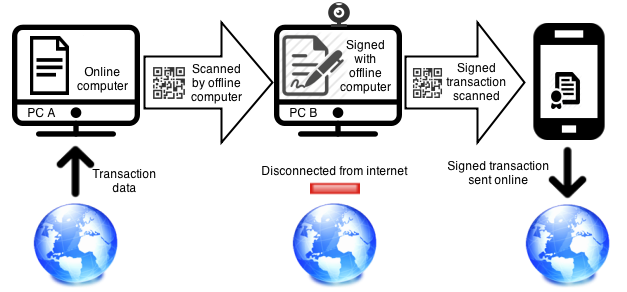 Online
computer
PC A
Scanned
by offline
computer
Signed
with
offline
computer
PC B
Signed
transaction
scanned
Transaction
data
Disconnected from internet
Signed transaction
sent online